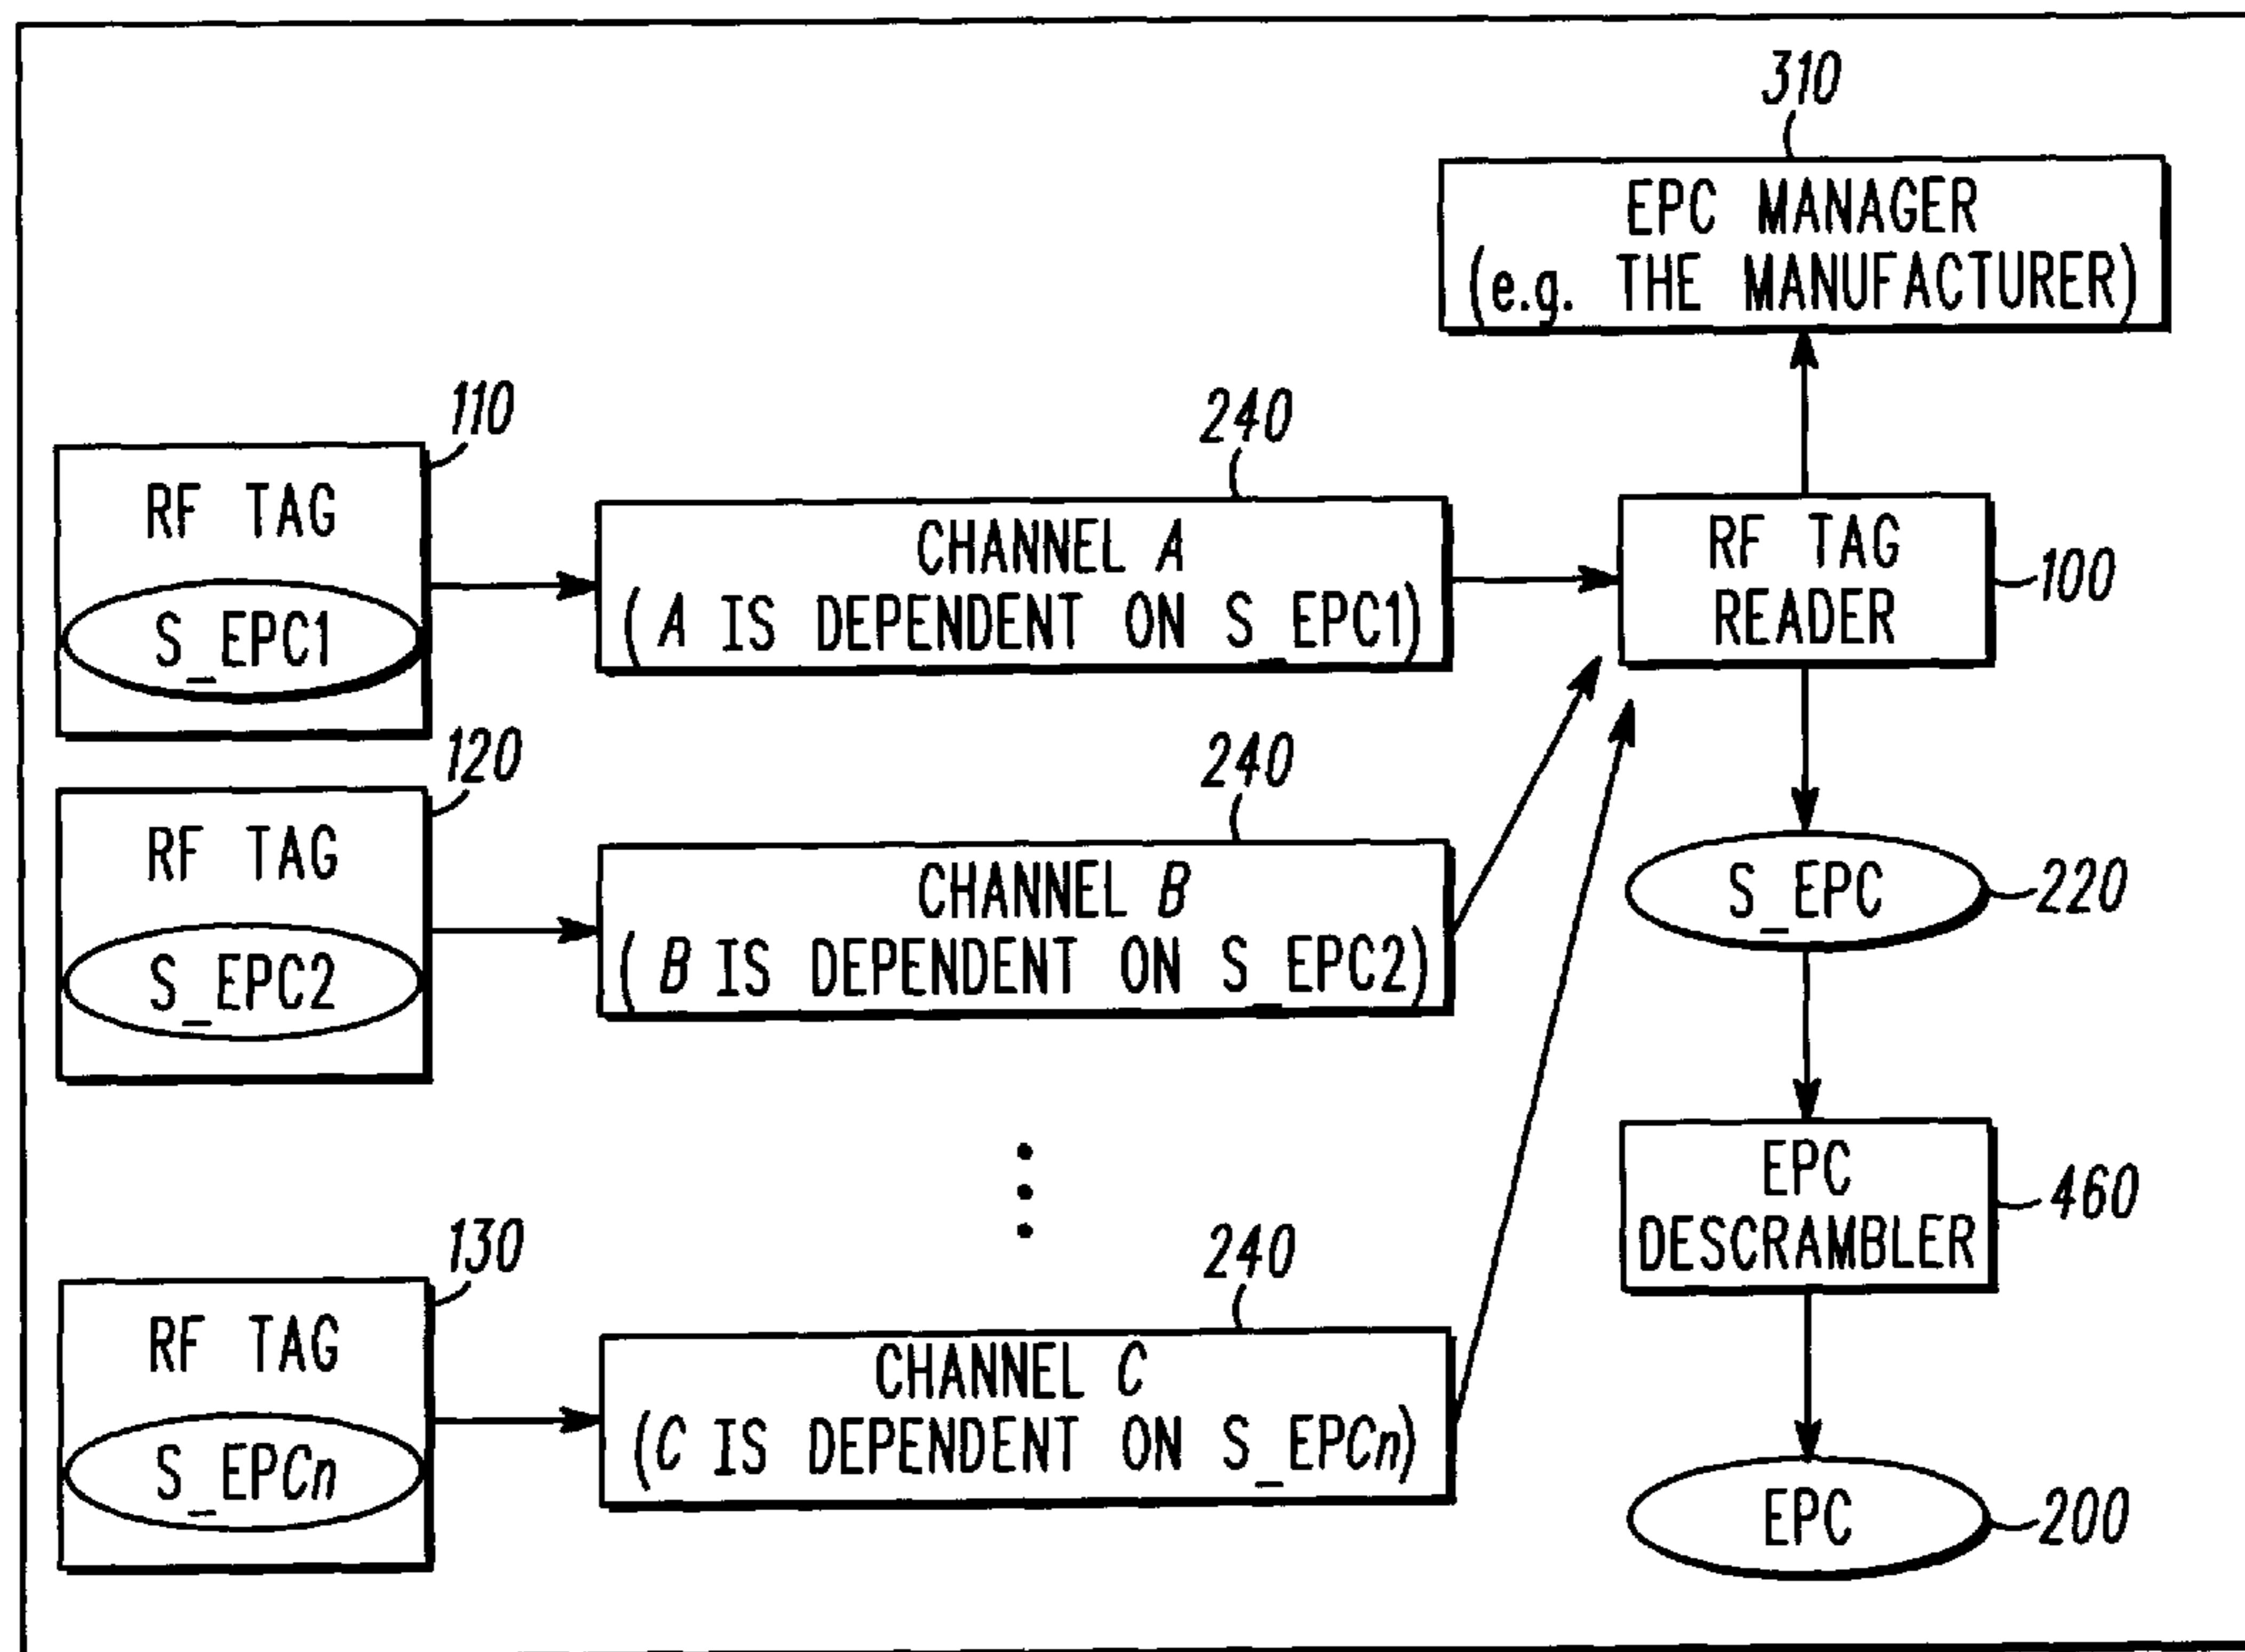 310
EPC MANAGER
(e.g. THE MANUFACTURER)
110
RF TAG
S_EPC1
240
CHANNEL A
(A IS DEPENDENT ON S_EPC1)
RF TAG
READER
100
120
RF TAG
S_EPC2
240
CHANNEL B
(B IS DEPENDENT ON S_EPC2)
S_EPC
220
130
RF TAG
S_EPCn
240
CHANNEL C
(C IS DEPENDENT ON S_EPCn)
EPC
DESCRAMBLER
460
EPC
200